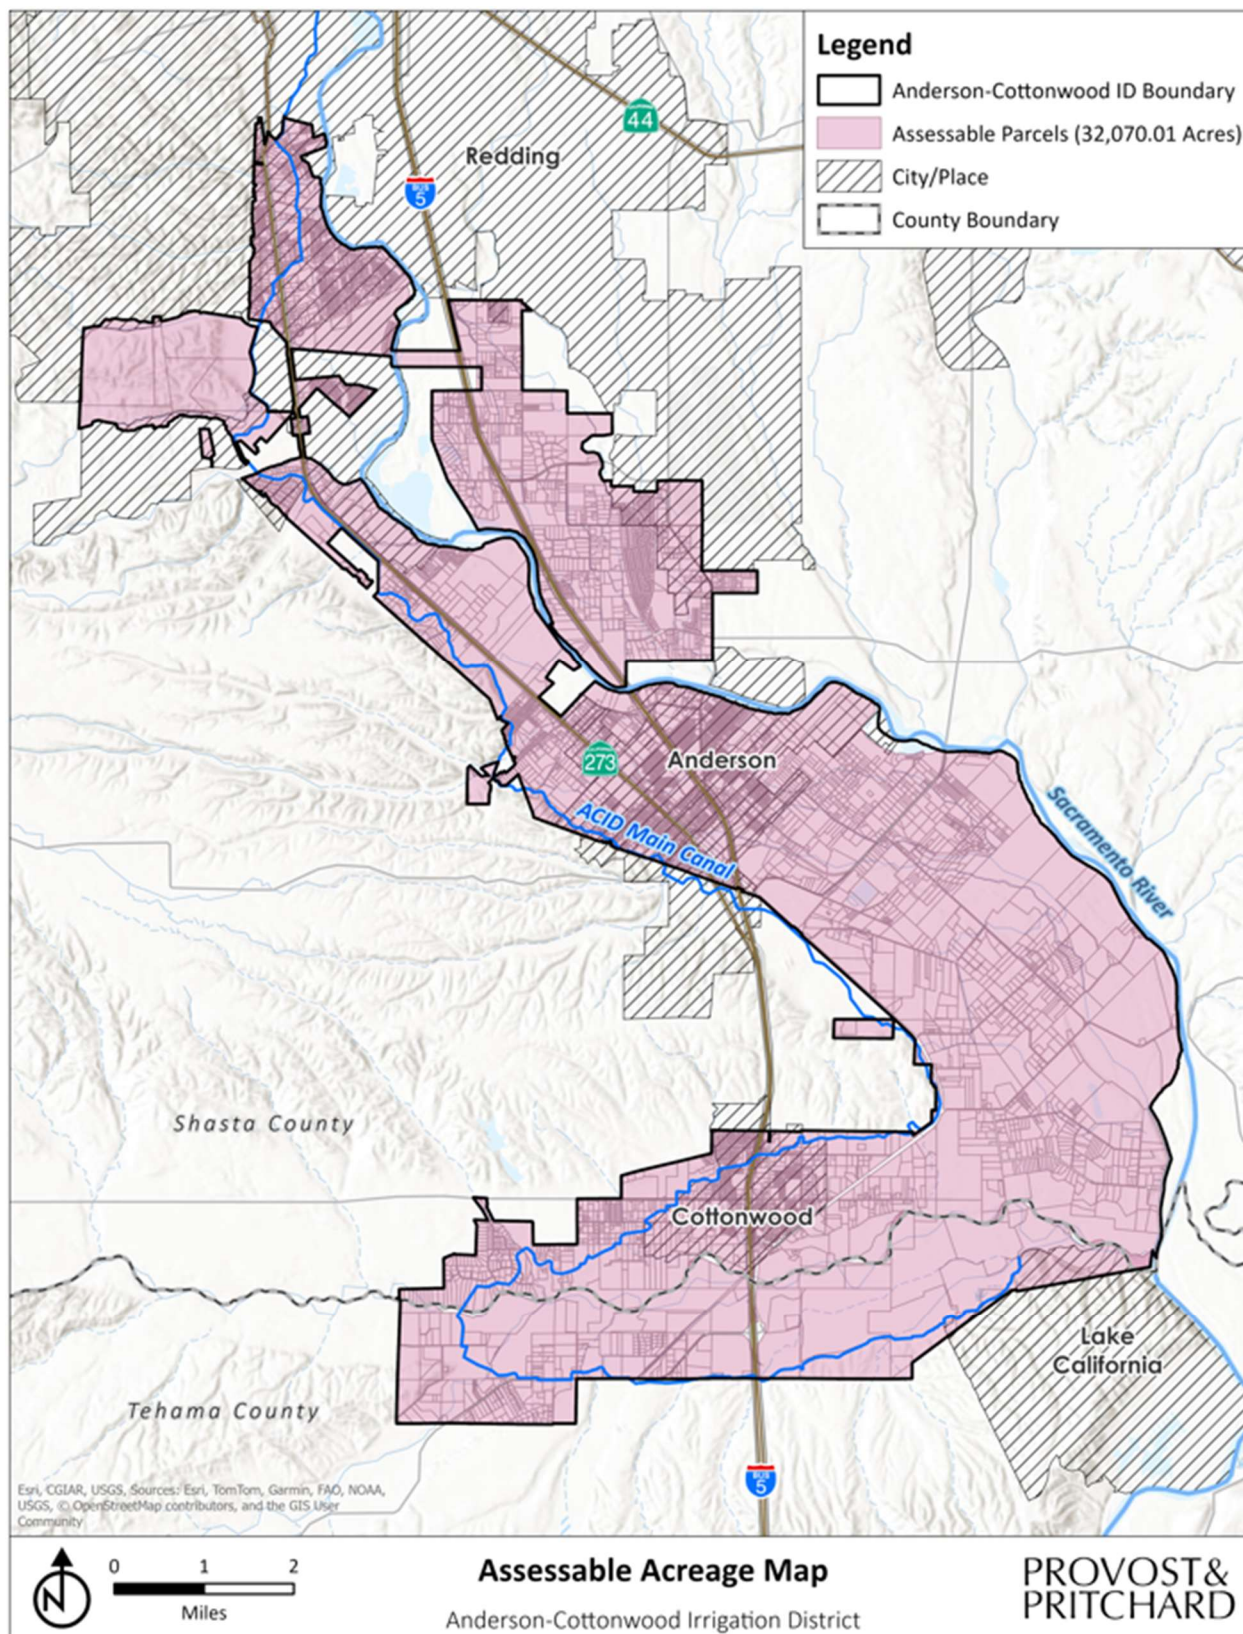 Legend
Anderson-Cottonwood ID Boundary
Assessable Parcels (32,070.01 Acres)
City/Place
County Boundary
44
Redding
BUS
5
Anderson
CALIFORNIA
273
ACID Main Canal
Sacramento River
Shasta County
Cottonwood
Lake
California
Tehama County
BUS
5
Esri, CGIAR, USGS, Sources: Esri, TomTom, Garmin, FAO, NOAA,
USGS, © OpenStreetMap contributors, and the GIS User
Community
N
0 1 2
Miles
Assessable Acreage Map
Anderson-Cottonwood Irrigation District
PROVOST&
PRITCHARD